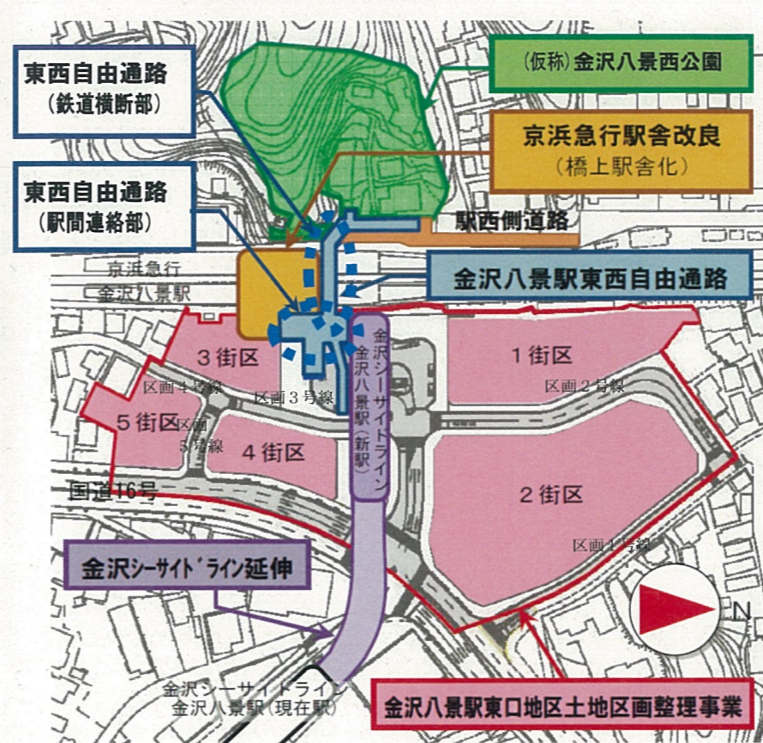 東西自由通路
（鉄道横断部）
（仮称）金沢八景西公園
京浜急行駅舎改良
（橋上駅舎化）
東西自由通路
（駅間連絡部）
駅西側道路
京浜急行
金沢八景駅
金沢八景駅東西自由通路
3街区
1街区
区画4号線
区画3号線
区画2号線
金沢シーサイドライン
金沢八景駅（新駅）
5街区
区画
5号線
4街区
国道16号
2街区
区画1号線
金沢シーサイドライン延伸
N
金沢シーサイドライン
金沢八景駅（現在駅）
金沢八景駅東口地区土地区画整理事業